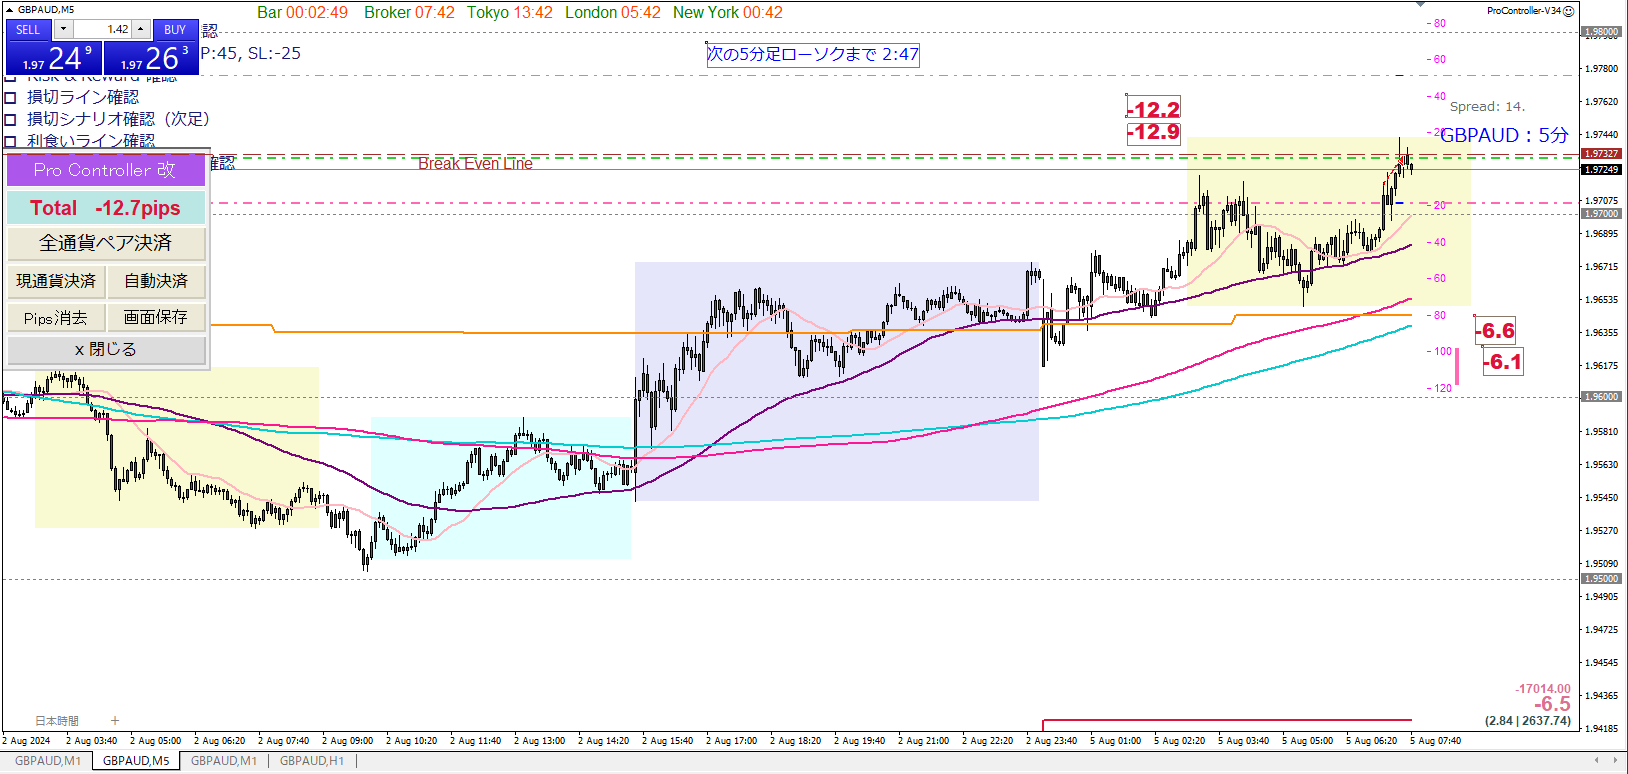 GBPAUD,M5
Bar 00:02:49 Broker 07:42 Tokyo 13:42 London 05:42 New York 00:42
ProController-V34
SELL 1.42 BUY
認
1.97 24 9 1.97 26 3
P:45, SL:-25
次の5分足ローソクまで 2:47
Risk & Reward 確認
損切ライン確認
損切シナリオ確認（次足）
利食いライン確認
確認
Pro Controller 改
Total -12.7pips
全通貨ペア決済
現通貨決済 自動決済
Pips消去 画面保存
x 閉じる
Break Even Line
-12.2
-12.9
Spread: 14.
GBPAUD : 5分
80
60
40
20
20
40
60
80
100
120
-6.6
-6.1
1.98000
1.97800
1.97620
1.97440
1.97327
1.97249
1.97075
1.97000
1.96895
1.96715
1.96535
1.96355
1.96175
1.96000
1.95810
1.95630
1.95450
1.95270
1.95090
1.95000
1.94905
1.94725
1.94545
1.94365
1.94185
-17014.00
-6.5
(2.84 | 2637.74)
日本時間 +
2 Aug 2024 2 Aug 03:40 2 Aug 05:00 2 Aug 06:20 2 Aug 07:40 2 Aug 09:00 2 Aug 10:20 2 Aug 11:40 2 Aug 13:00 2 Aug 14:20 2 Aug 15:40 2 Aug 17:00 2 Aug 18:20 2 Aug 19:40 2 Aug 21:00 2 Aug 22:20 2 Aug 23:40 5 Aug 01:00 5 Aug 02:20 5 Aug 03:40 5 Aug 05:00 5 Aug 06:20 5 Aug 07:40
GBPAUD,M1 GBPAUD,M5 GBPAUD,M1 GBPAUD,H1